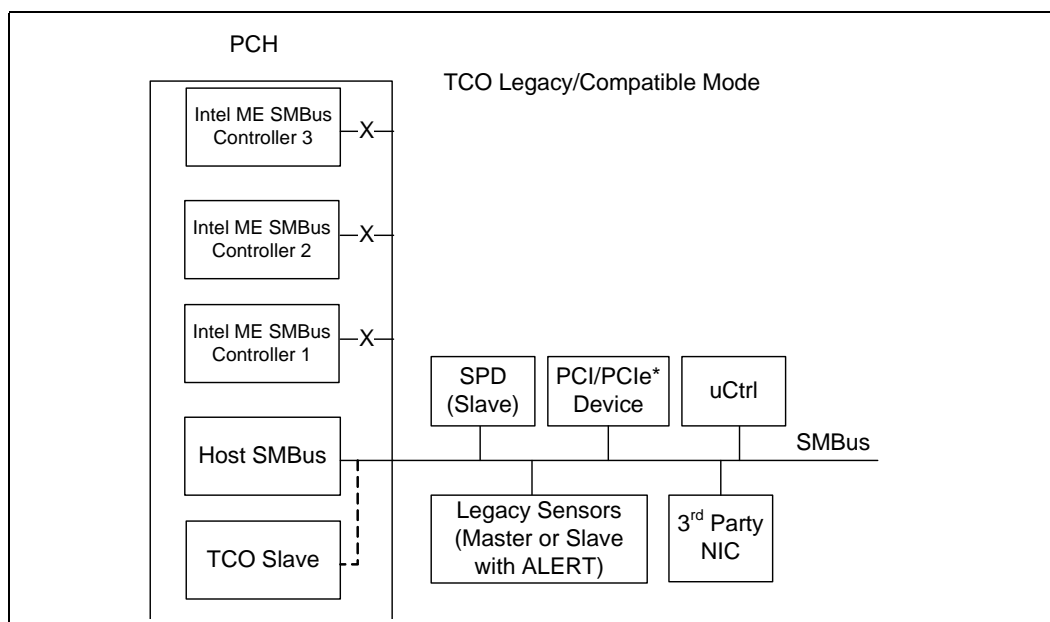 PCH
TCO Legacy/Compatible Mode
Intel ME SMBus
Controller 3
X
Intel ME SMBus
Controller 2
X
Intel ME SMBus
Controller 1
X
SPD
(Slave)
PCI/PCIe*
Device
uCtrl
Host SMBus
SMBus
Legacy Sensors
(Master or Slave
with ALERT)
3rd Party
NIC
TCO Slave